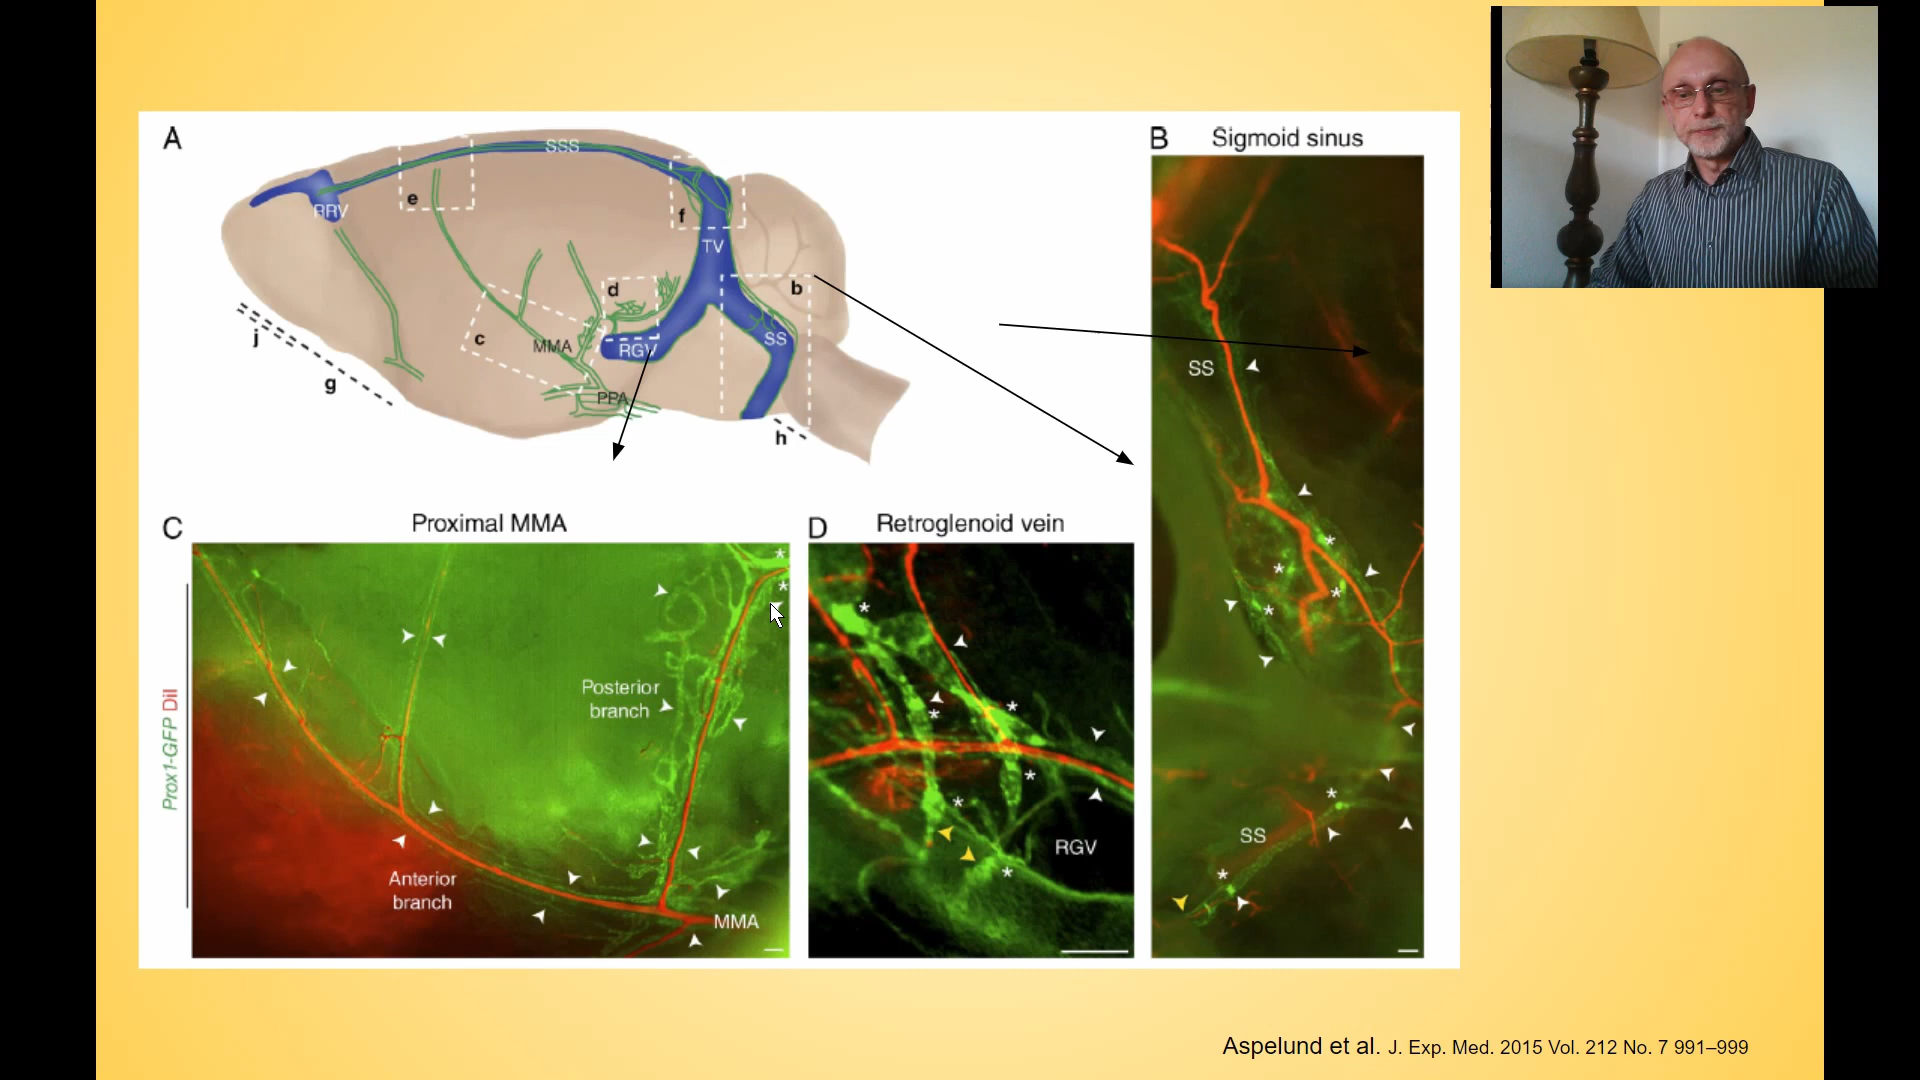 A
SSS
RRV
e
f
TV
b
d
c
MMA
RGV
SS
PPA
j
g
h
B
Sigmoid sinus
SS
*
*
*
*
*
SS
*
C
Proximal MMA
Prox1-GFP DiI
*
*
Posterior
branch
Anterior
branch
MMA
D
Retroglenoid vein
*
*
*
*
*
RGV
*
Aspelund et al. J. Exp. Med. 2015 Vol. 212 No. 7 991–999